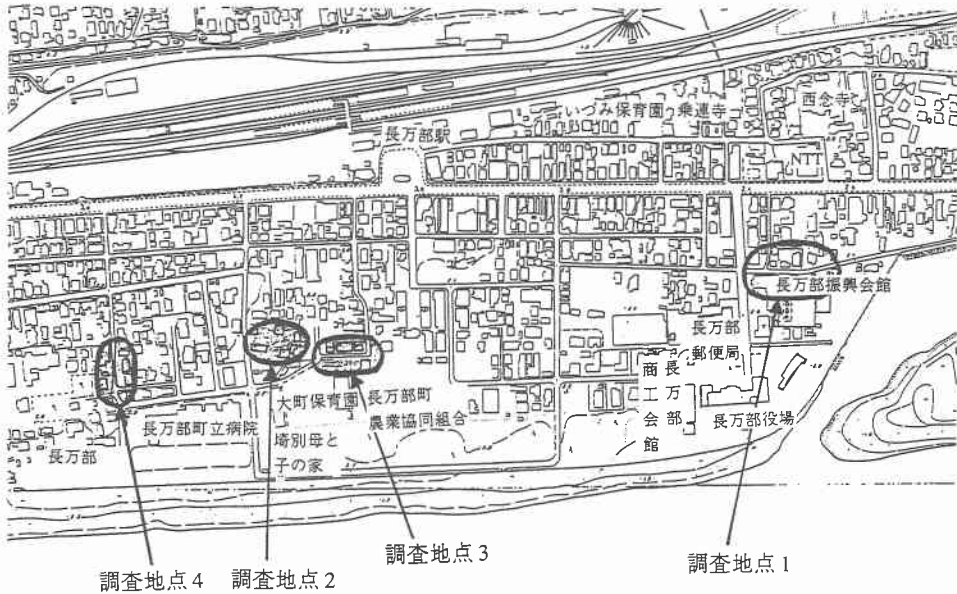 いづみ保育園
乗蓮寺
西念寺
長万部駅
NTT
長万部振興会館
長万部
郵便局
長万部
商工会館
長万部役場
大町保育園
長万部町
農業協同組合
長万部町立病院
埼別母と
子の家
長万部
調査地点4
調査地点2
調査地点3
調査地点1